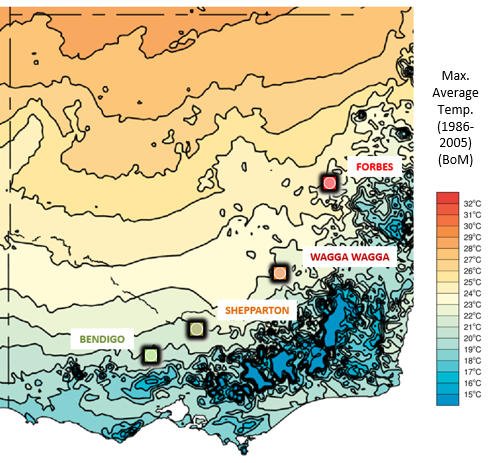 Max.
Average
Temp.
(1986-
2005)
(BoM)
FORBES
WAGGA WAGGA
SHEPPARTON
BENDIGO
32°C
31°C
30°C
29°C
28°C
27°C
26°C
25°C
24°C
23°C
22°C
21°C
20°C
19°C
18°C
17°C
16°C
15°C